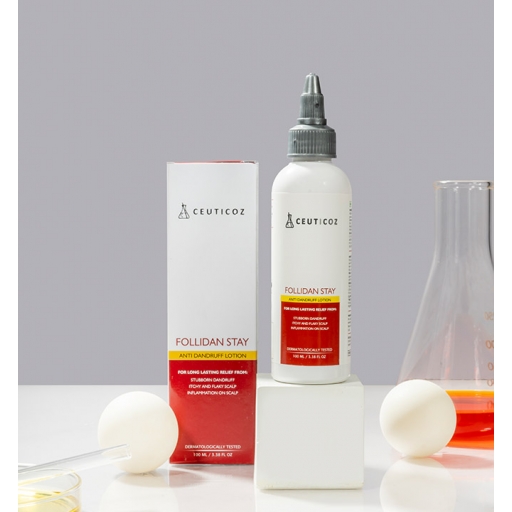 CEUTICOZ
FOLLIDAN STAY
ANTI DANDRUFF LOTION
FOR LONG LASTING RELIEF FROM:
STUBBORN DANDRUFF
ITCHY AND FLAKY SCALP
INFLAMMATION ON SCALP
DERMATOLOGICALLY TESTED
100 ML / 3.38 FL OZ
CEUTICOZ
FOLLIDAN STAY
ANTI DANDRUFF LOTION
FOR LONG LASTING RELIEF FROM:
STUBBORN DANDRUFF
ITCHY AND FLAKY SCALP
INFLAMMATION ON SCALP
DERMATOLOGICALLY TESTED
100 ML / 3.38 FL OZ